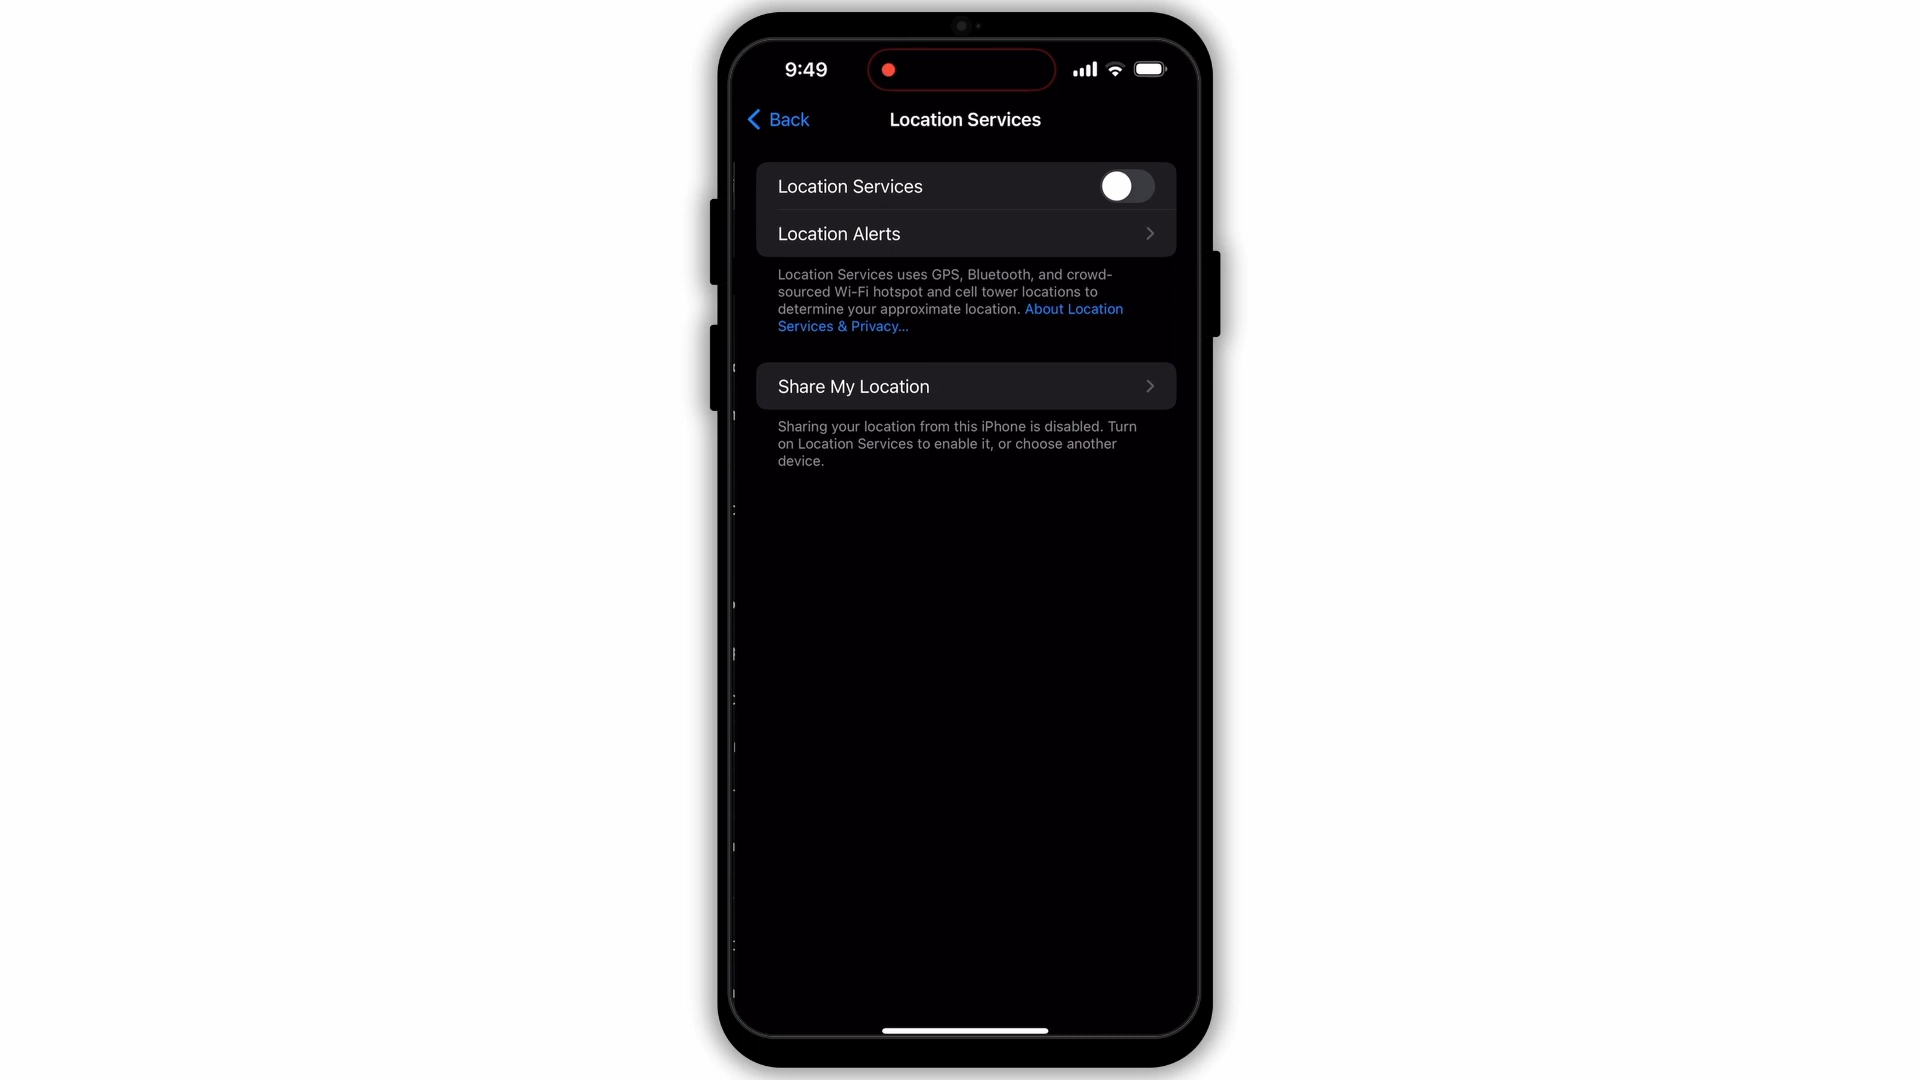 9:49
Back
Location Services
Location Services
Location Alerts
Location Services uses GPS, Bluetooth, and crowd-
sourced Wi-Fi hotspot and cell tower locations to
determine your approximate location. About Location
Services & Privacy...
Share My Location
Sharing your location from this iPhone is disabled. Turn
on Location Services to enable it, or choose another
device.